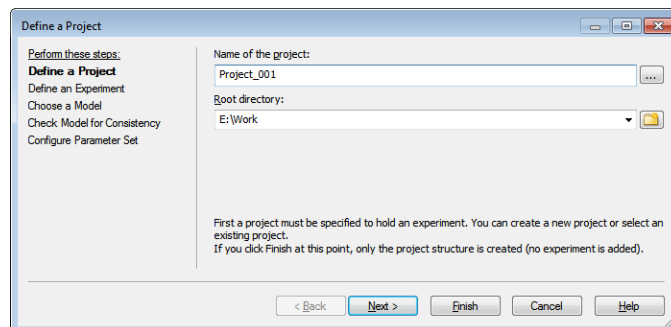 Define a Project
Perform these steps:
Define a Project
Define an Experiment
Choose a Model
Check Model for Consistency
Configure Parameter Set
Name of the project:
Project_001
...
Root directory:
E:\Work
First a project must be specified to hold an experiment. You can create a new project or select an
existing project.
If you click Finish at this point, only the project structure is created (no experiment is added).
< Back
Next >
Finish
Cancel
Help